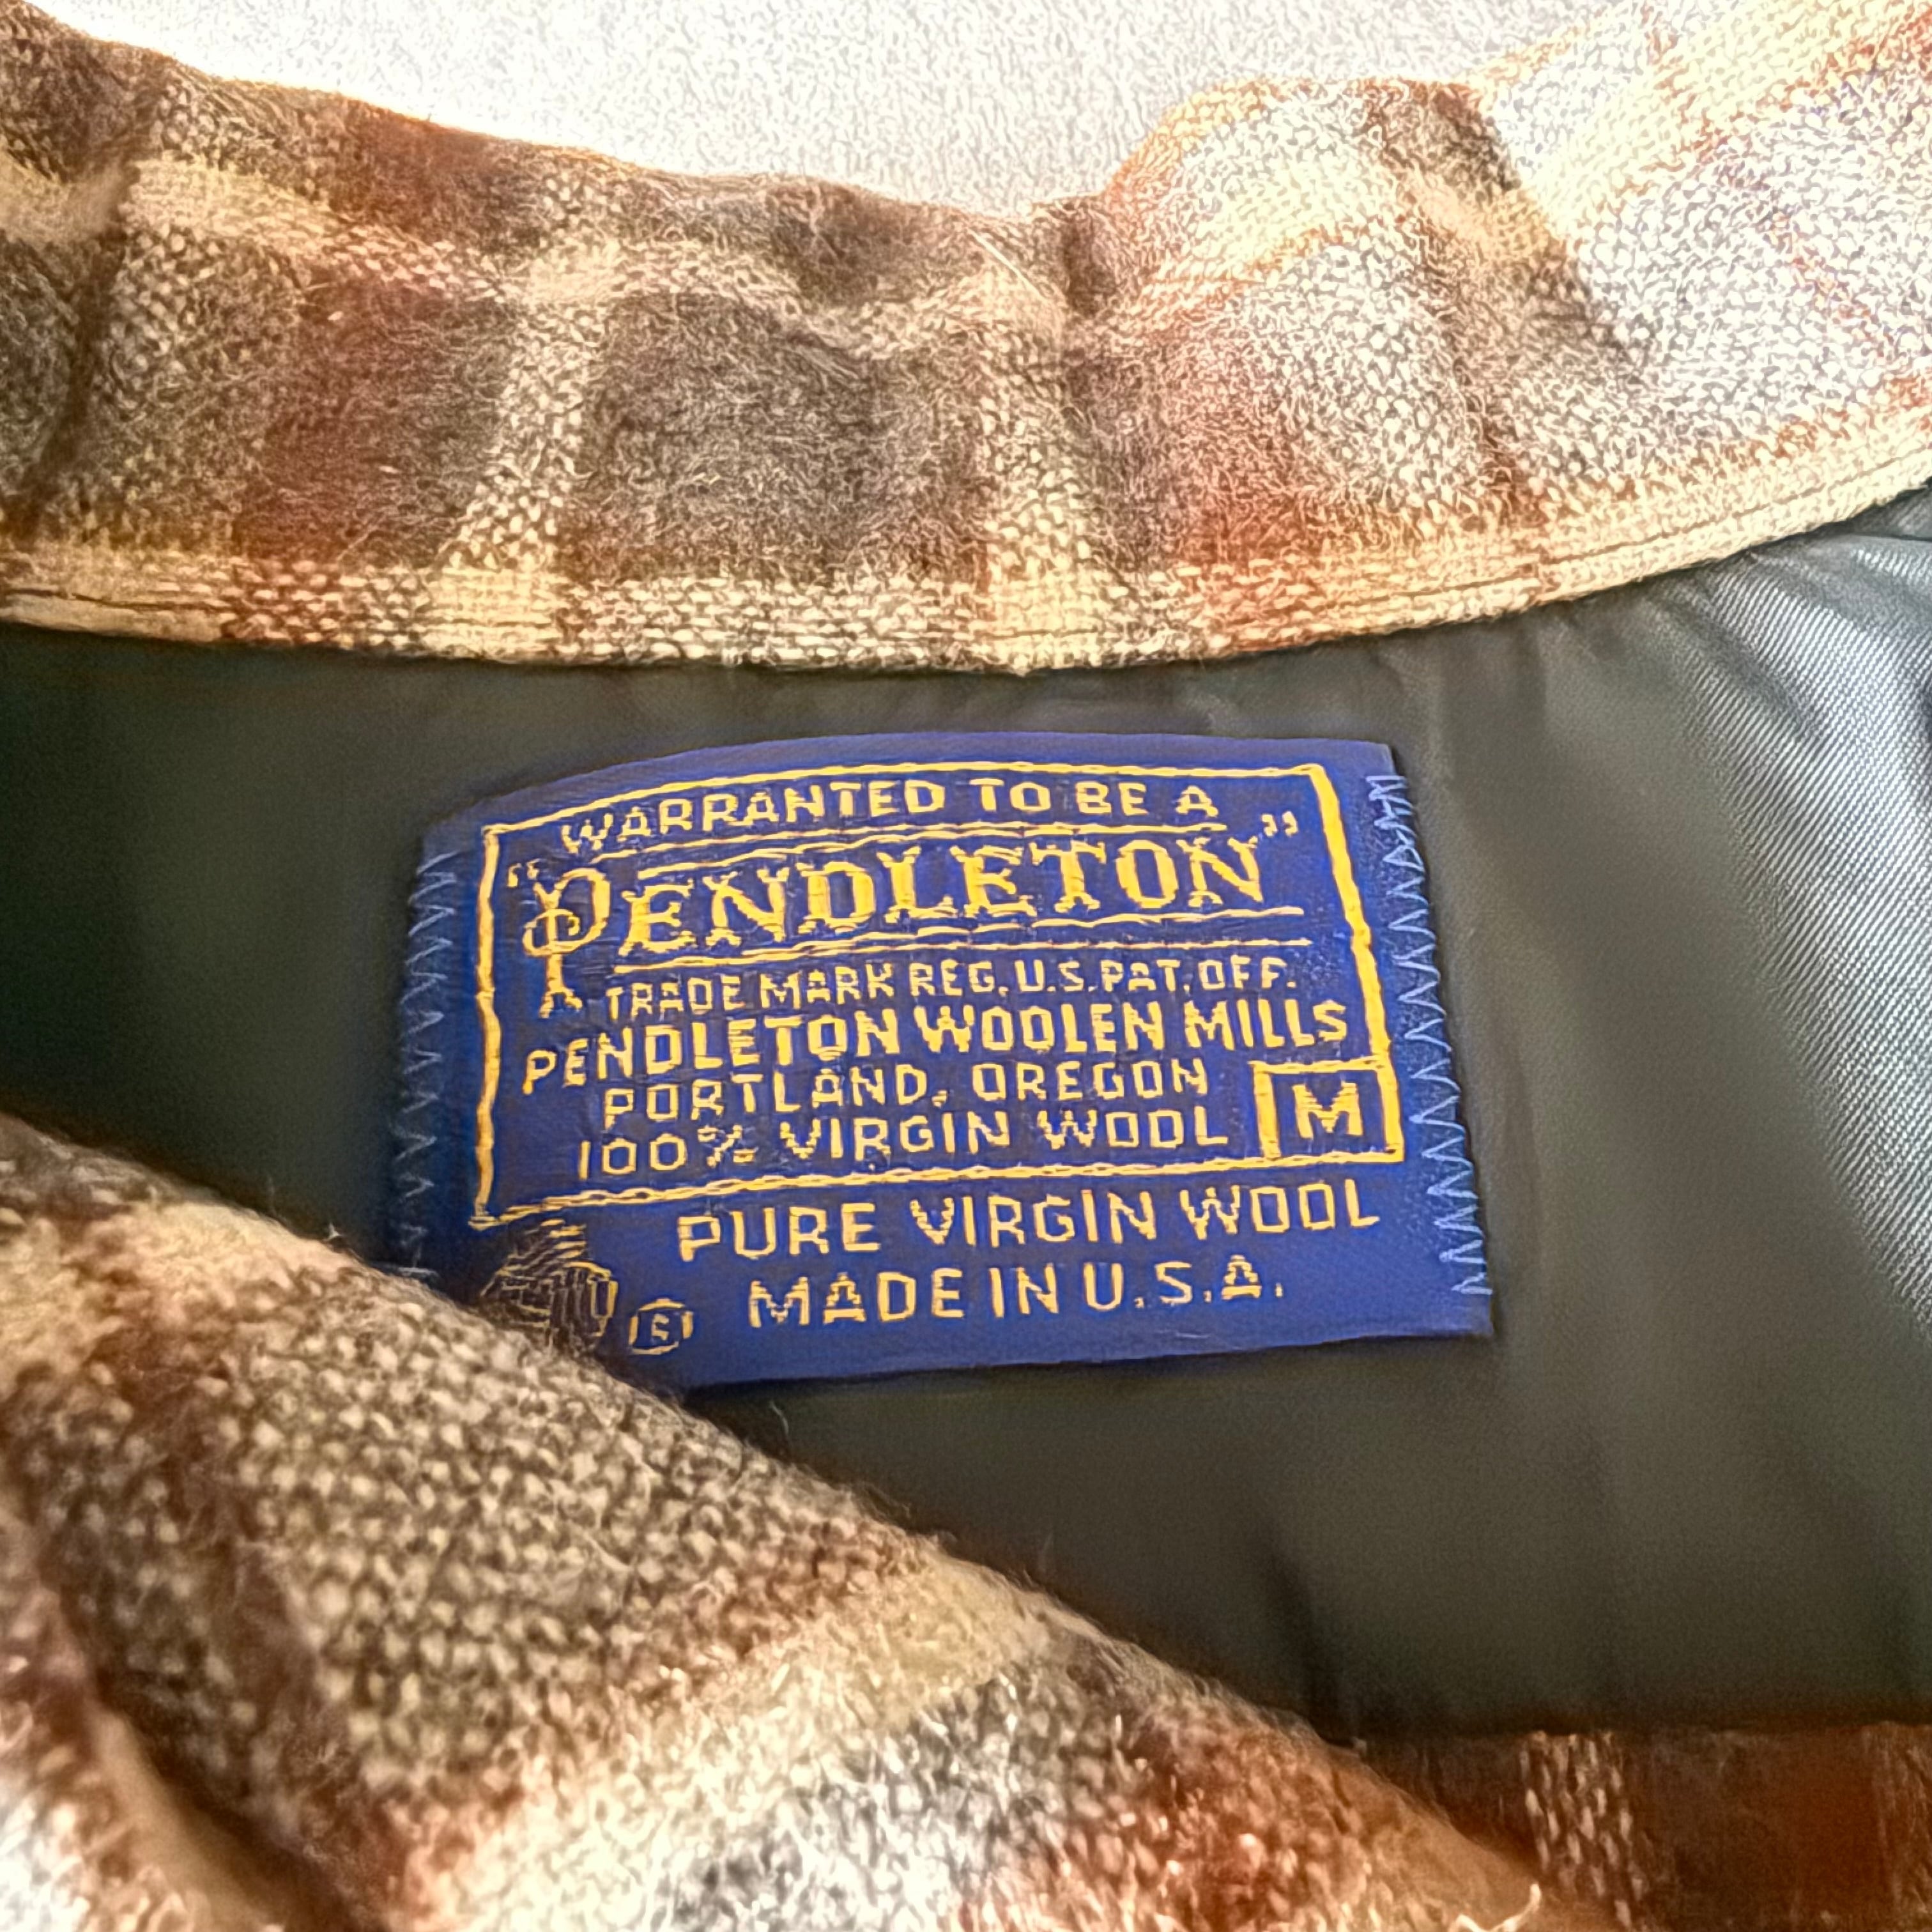 WARRANTED TO BE A
"PENDLETON"
TRADE MARK REG. U.S. PAT. OFF.
PENDLETON WOOLEN MILLS
PORTLAND, OREGON
100% VIRGIN WOOL M
PURE VIRGIN WOOL
® MADE IN U.S.A.